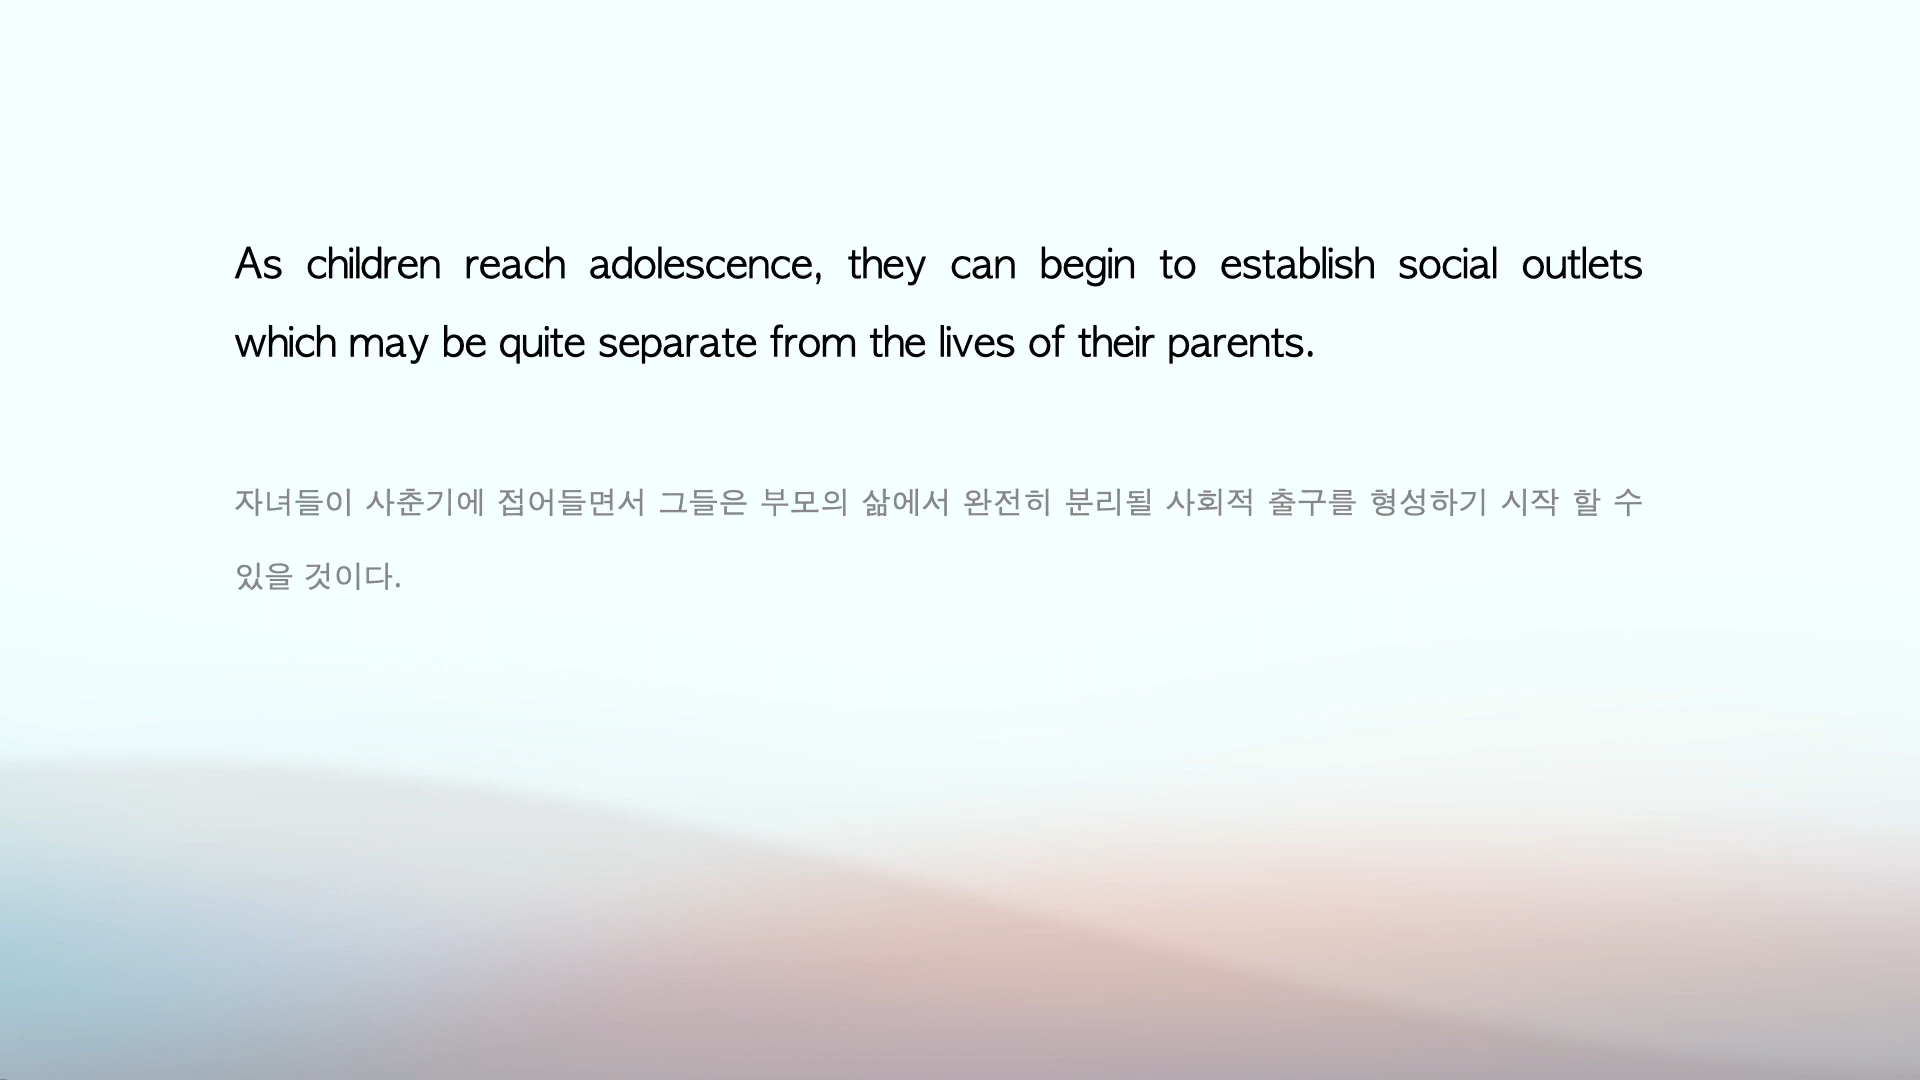 As children reach adolescence, they can begin to establish social outlets
which may be quite separate from the lives of their parents.
자녀들이 사춘기에 접어들면서 그들은 부모의 삶에서 완전히 분리될 사회적 출구를 형성하기 시작 할 수
있을 것이다.